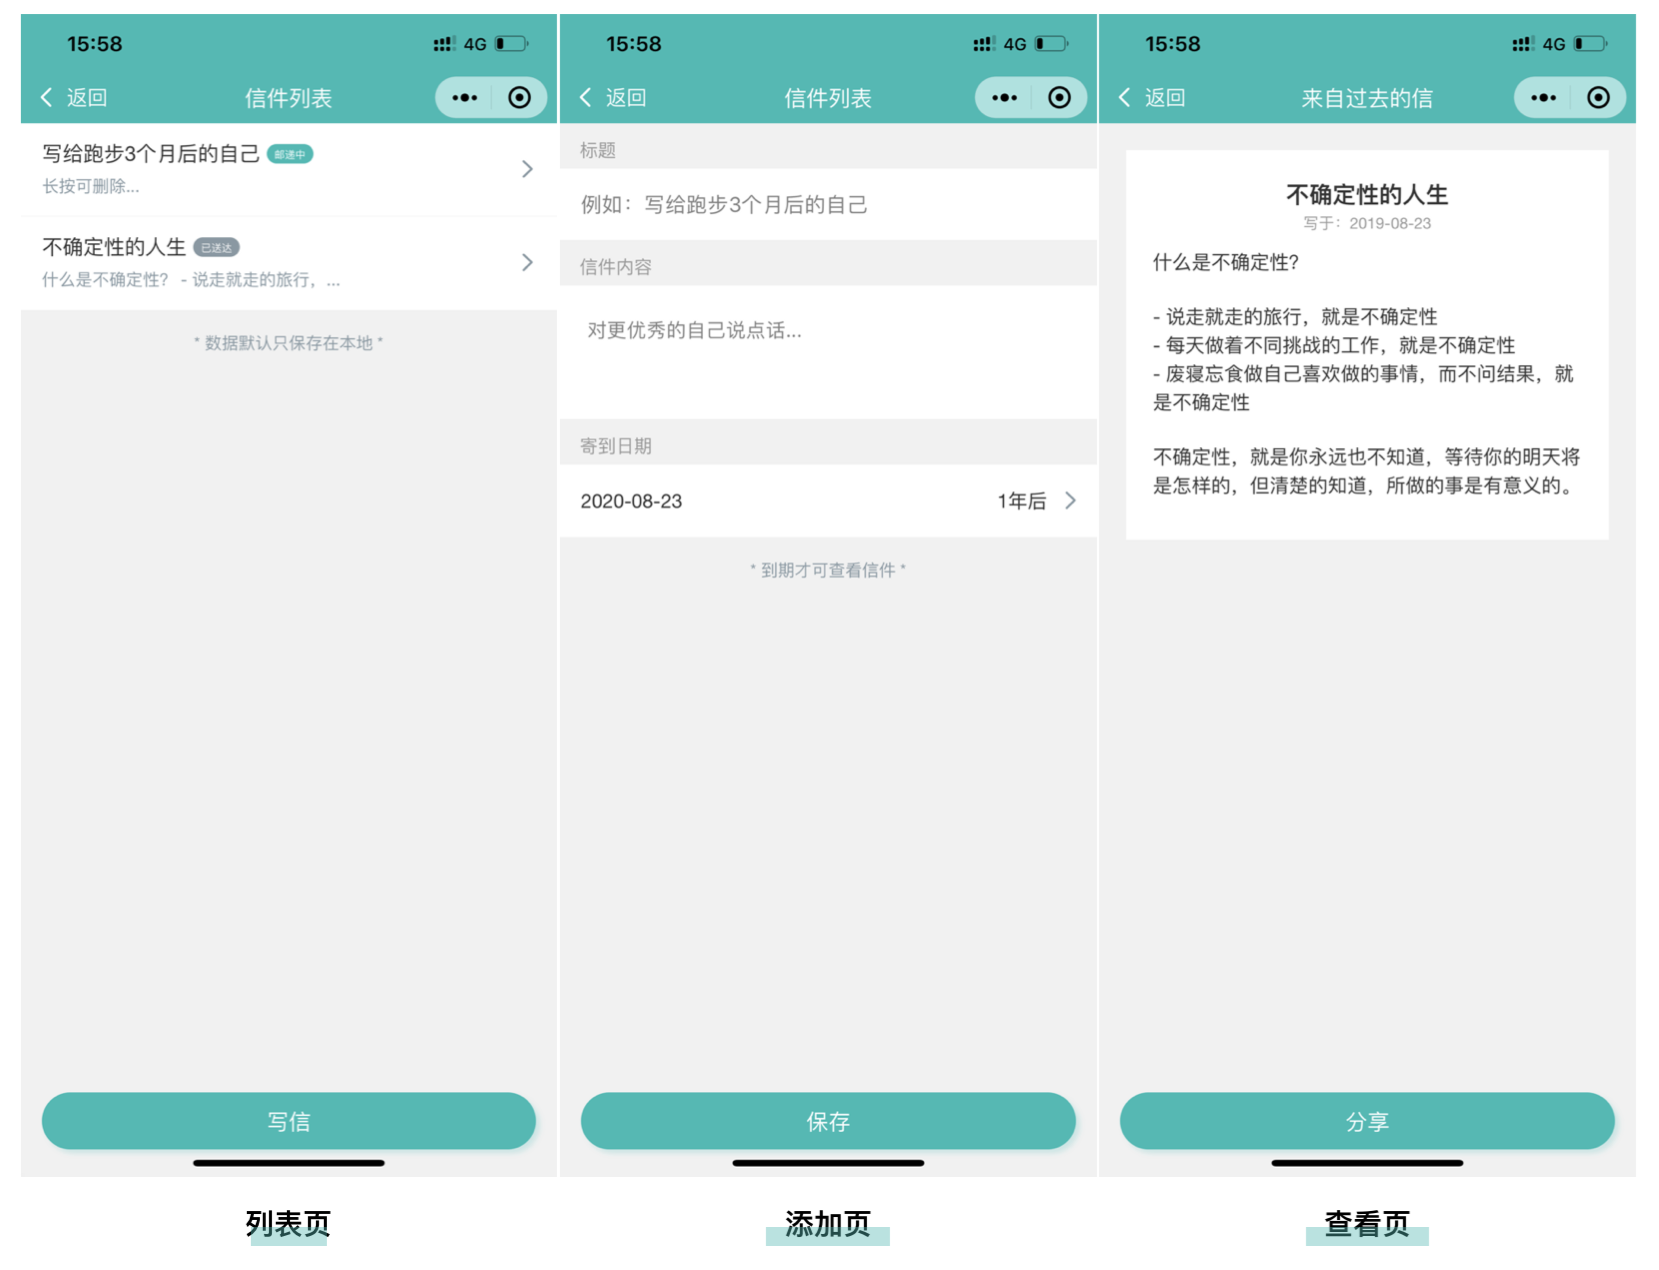 15:58
4G
返回
信件列表
写给跑步3个月后的自己
邮递中
长按可删除...
不确定性的人生
已送达
什么是不确定性？ - 说走就走的旅行，...
* 数据默认只保存在本地 *
写信
列表页
15:58
4G
返回
信件列表
标题
例如：写给跑步3个月后的自己
信件内容
对更优秀的自己说点话...
寄到日期
2020-08-23
1年后
* 到期才可查看信件 *
保存
添加页
15:58
4G
返回
来自过去的信
不确定性的人生
写于：2019-08-23
什么是不确定性？
- 说走就走的旅行，就是不确定性
- 每天做着不同挑战的工作，就是不确定性
- 废寝忘食做自己喜欢做的事情，而不问结果，就
是不确定性
不确定性，就是你永远也不知道，等待你的明天将
是怎样的，但清楚的知道，所做的事是有意义的。
分享
查看页